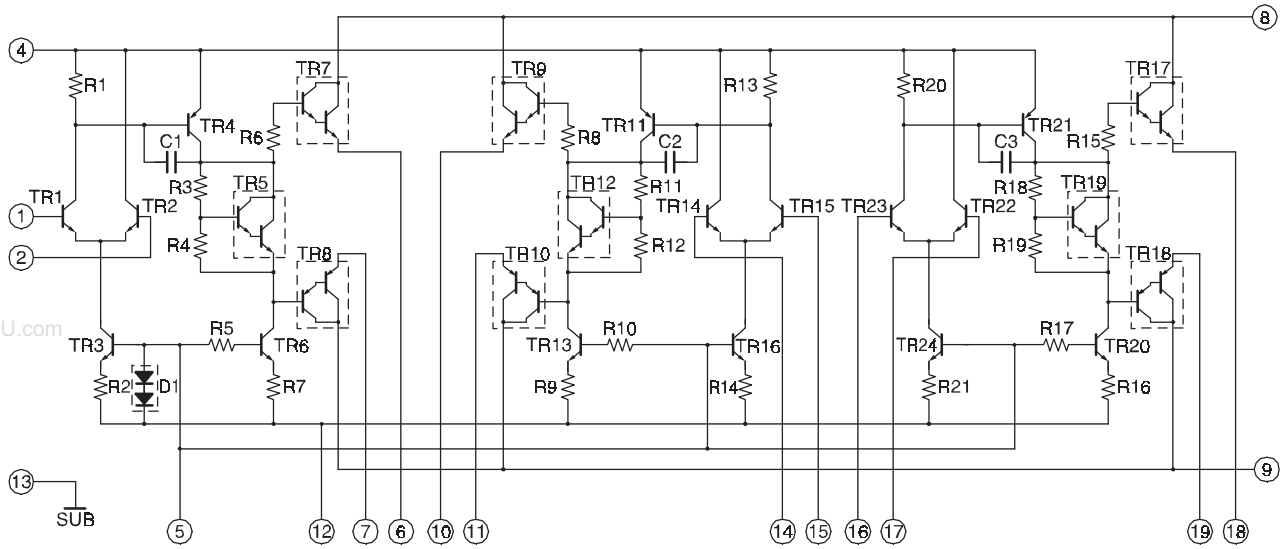 8
4
TR7
TR9
TR17
R1
R13
R20
TR4
R6
TR11
R8
TR21
R15
C1
C2
C3
R3
TR5
TR12
R11
R18
TR19
TR1
TR2
TR14
TR15
TR23
TR22
1
16
R4
R12
R19
2
TR8
TR10
TR18
U.com
R5
R10
R17
TR3
TR6
TR13
TR16
TR24
TR20
R2
D1
R7
R9
R14
R21
R16
13
9
SUB
5
12
7
6
10
11
14
15
16
17
19
18